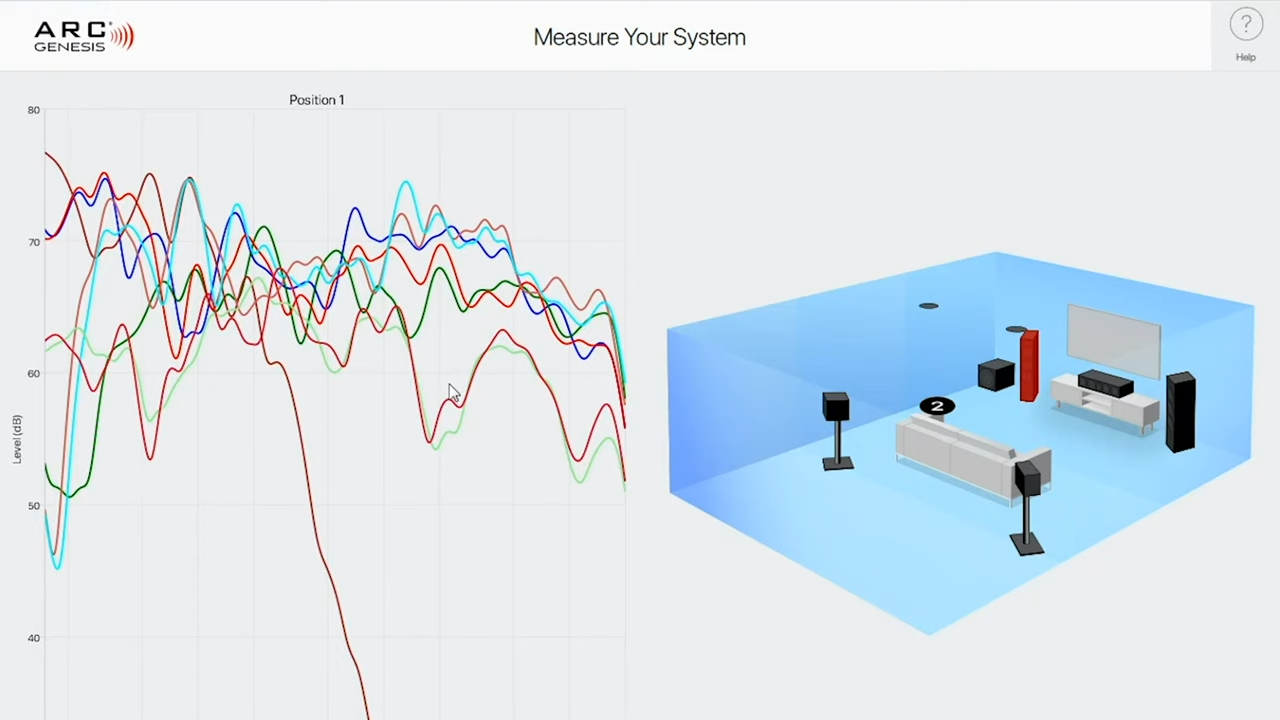 ARC
GENESIS
Measure Your System
?
Help
Position 1
80
70
60
50
40
Level (dB)
2